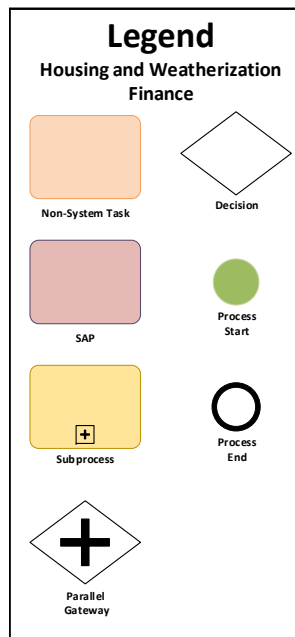 Legend
Housing and Weatherization
Finance
Non-System Task
Decision
SAP
Process
Start
Subprocess
Process
End
Parallel
Gateway